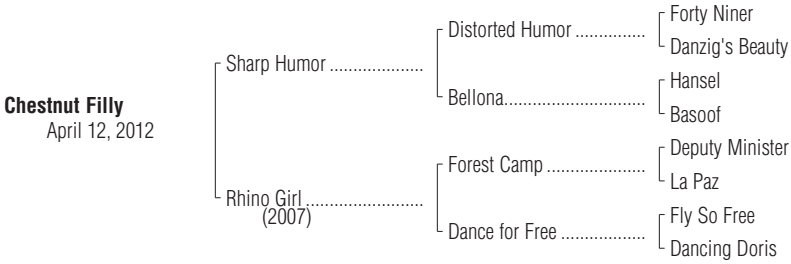 Forty Niner
Distorted Humor ...............
Danzig's Beauty
Sharp Humor ....................
Hansel
Bellona..............................
Basoof
Chestnut Filly
April 12, 2012
Deputy Minister
Forest Camp .....................
La Paz
Rhino Girl .........................
(2007)
Fly So Free
Dance for Free ..................
Dancing Doris